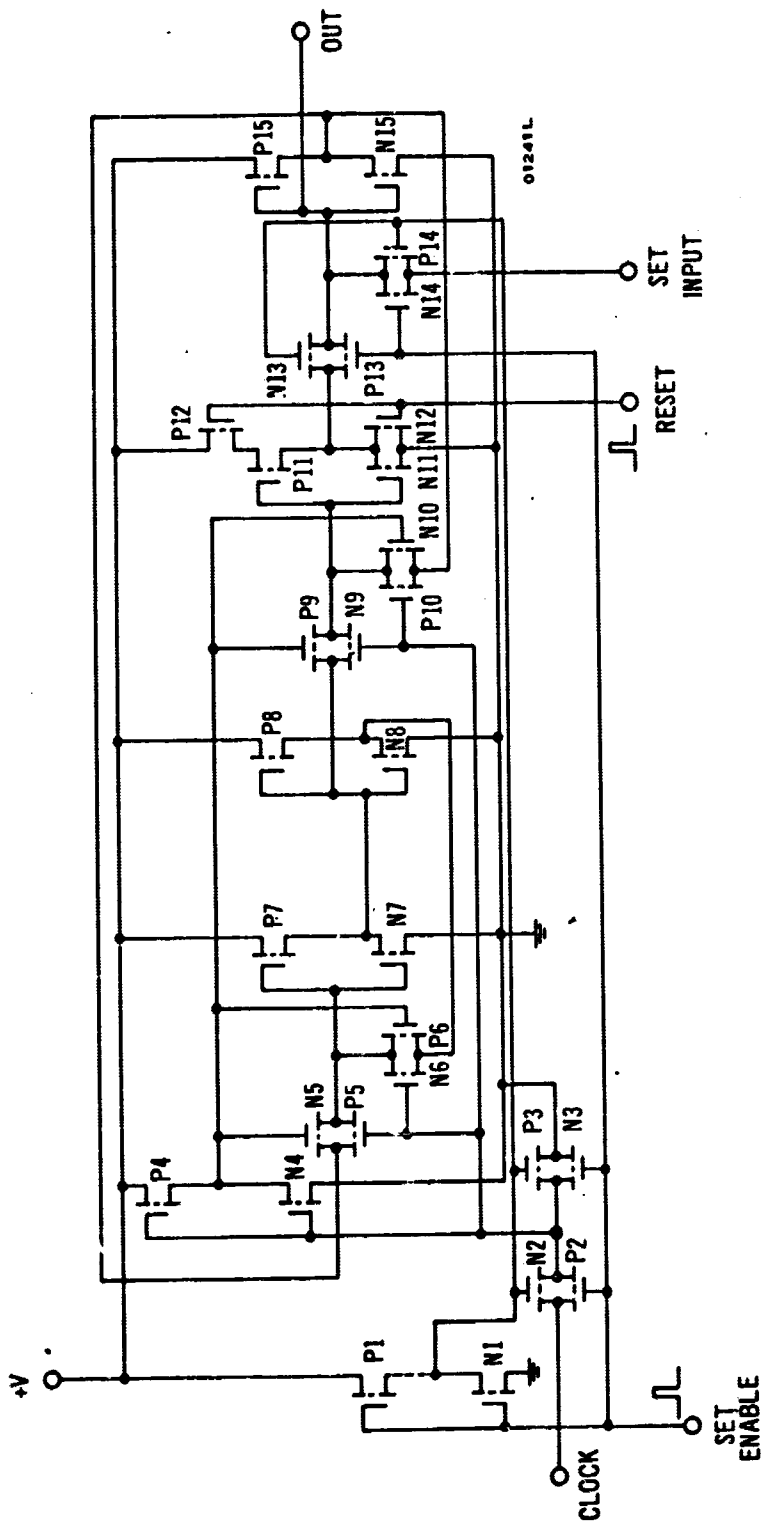 +V
SET
ENABLE
CLOCK
P1
N1
N2
P2
P3
N3
P4
N4
N5
P5
N6
P6
P7
N7
P8
N8
P9
N9
P10
N10
P11
N11
P12
N12
N13
P13
N14
P14
P15
N15
RESET
SET
INPUT
OUT
01241L